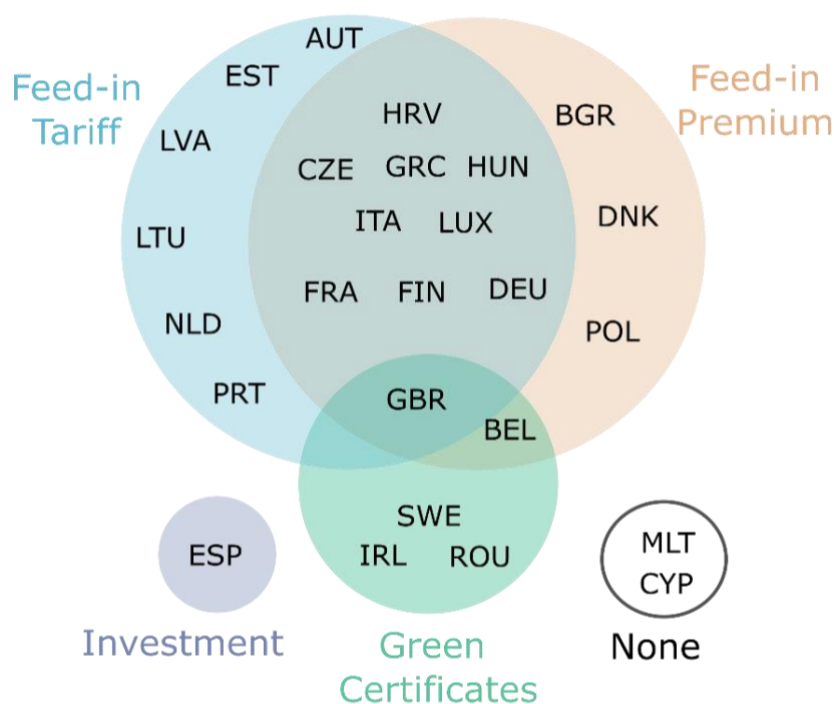 AUT
EST
Feed-in
Tariff
Feed-in
Premium
HRV
BGR
LVA
CZE GRC HUN
ITA LUX
DNK
LTU
FRA FIN DEU
NLD
POL
PRT
GBR
BEL
SWE
IRL ROU
ESP
MLT
CYP
Investment
Green
Certificates
None